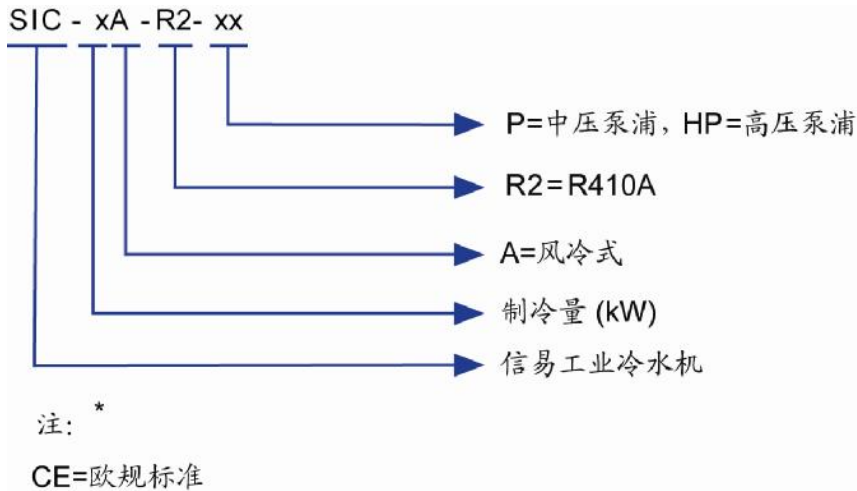 SIC - xA - R2- xx
P=中压泵浦, HP=高压泵浦
R2=R410A
A=风冷式
制冷量 (kW)
信易工业冷水机
注: *
CE=欧规标准